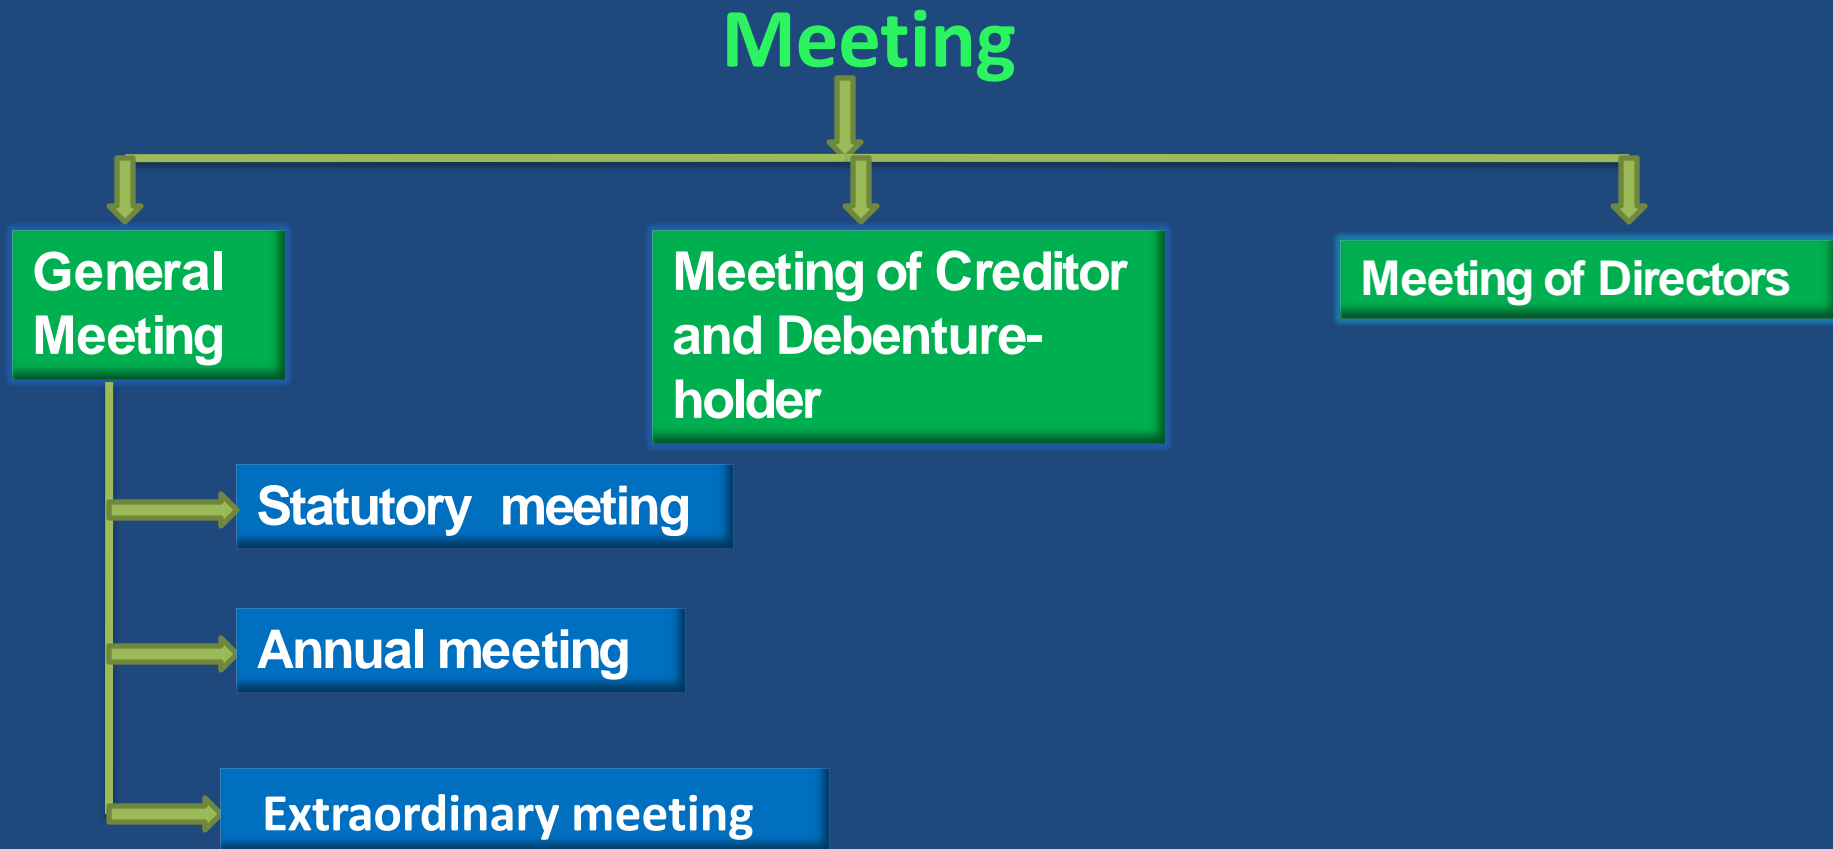 Meeting
General
Meeting
Meeting of Creditor
and Debenture-
holder
Meeting of Directors
Statutory meeting
Annual meeting
Extraordinary meeting